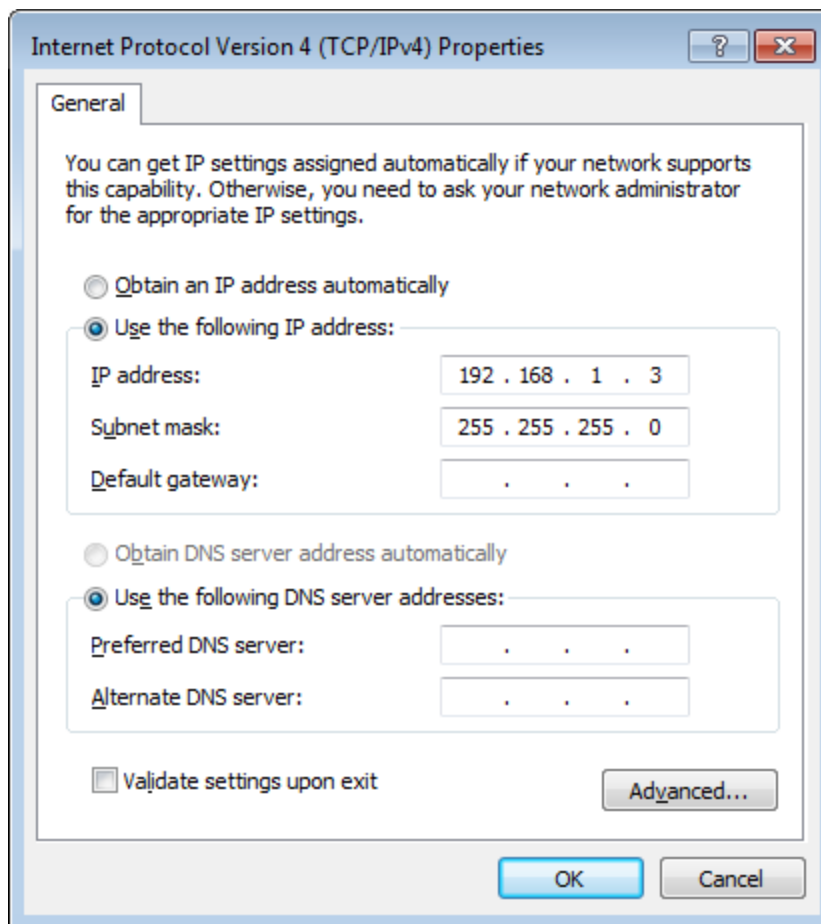 Internet Protocol Version 4 (TCP/IPv4) Properties
?
General
You can get IP settings assigned automatically if your network supports
this capability. Otherwise, you need to ask your network administrator
for the appropriate IP settings.
Obtain an IP address automatically
Use the following IP address:
IP address: 192 . 168 . 1 . 3
Subnet mask: 255 . 255 . 255 . 0
Default gateway: . . .
Obtain DNS server address automatically
Use the following DNS server addresses:
Preferred DNS server: . . .
Alternate DNS server: . . .
Validate settings upon exit
Advanced...
OK Cancel